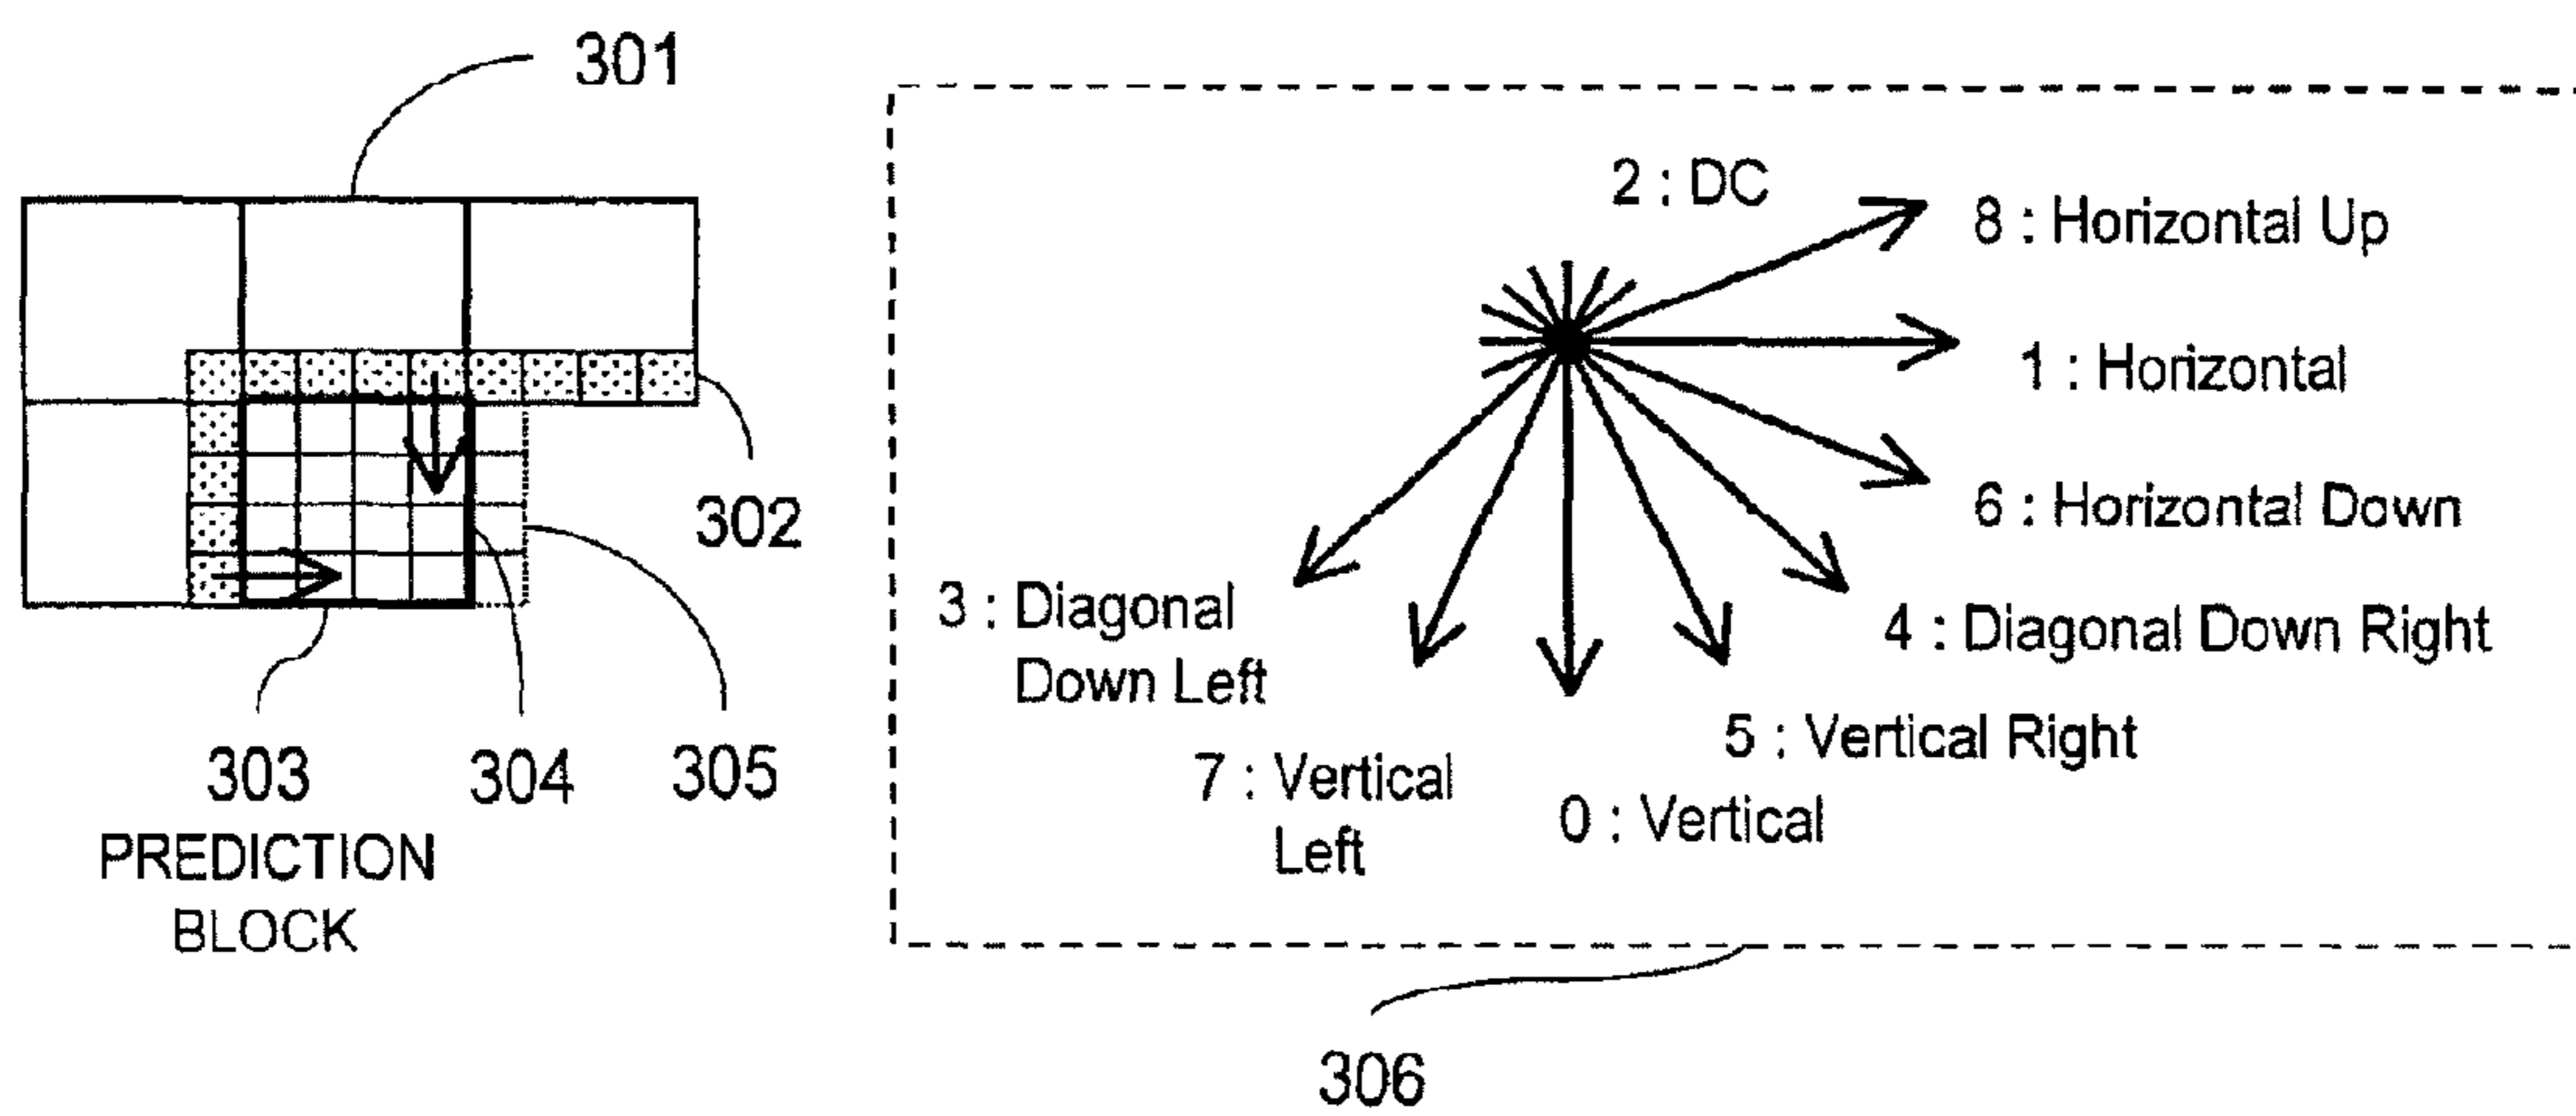 301
302
303
304
305
PREDICTION
BLOCK
2 : DC
8 : Horizontal Up
1 : Horizontal
6 : Horizontal Down
4 : Diagonal Down Right
5 : Vertical Right
0 : Vertical
7 : Vertical
Left
3 : Diagonal
Down Left
306